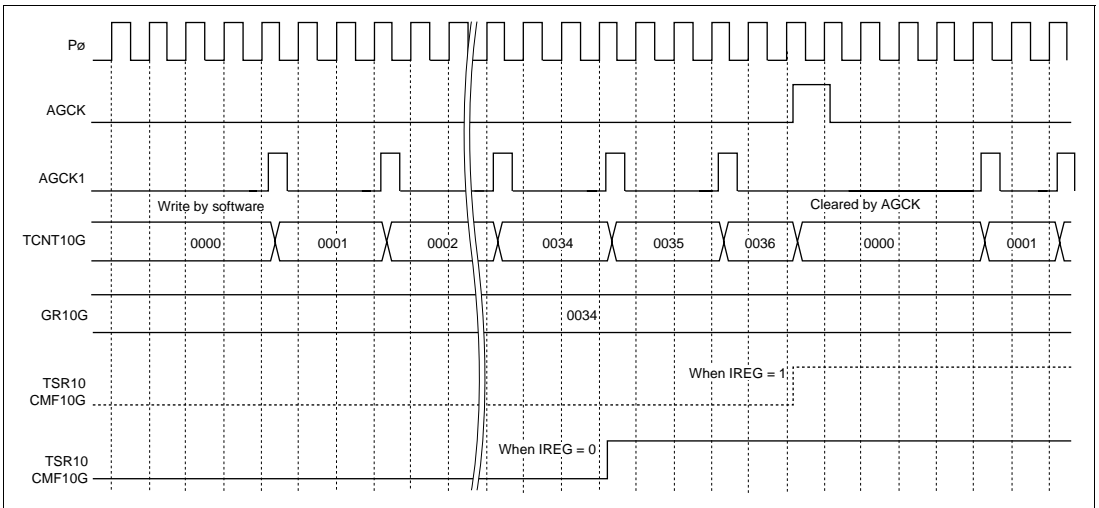 Pø
AGCK
AGCK1
Write by software
Cleared by AGCK
TCNT10G
0000
0001
0002
0034
0035
0036
0000
0001
GR10G
0034
TSR10
CMF10G
When IREG = 1
TSR10
CMF10G
When IREG = 0